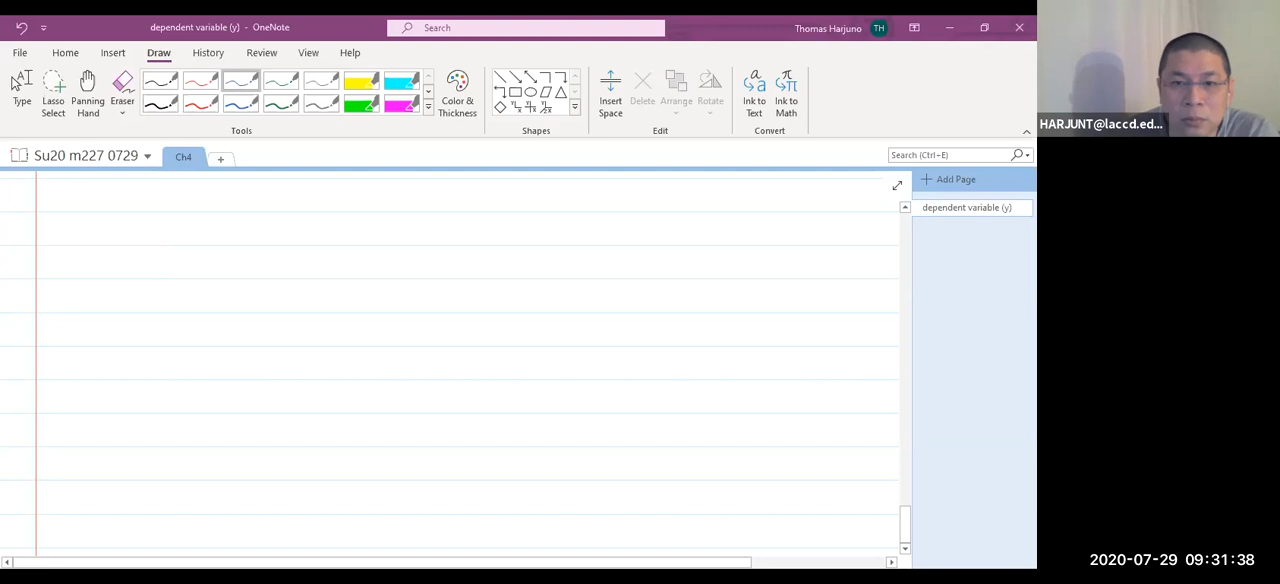 dependent variable (y) - OneNote
Search
Thomas Harjuno
TH
File
Home
Insert
Draw
History
Review
View
Help
Type
Lasso Select
Panning Hand
Eraser
Color & Thickness
Insert Space
Delete
Arrange
Rotate
Ink to Text
Ink to Math
Tools
Shapes
Edit
Convert
Su20 m227 0729
Ch4
Search (Ctrl+E)
Add Page
dependent variable (y)
HARJUNT@laccd.ed...
2020-07-29 09:31:38